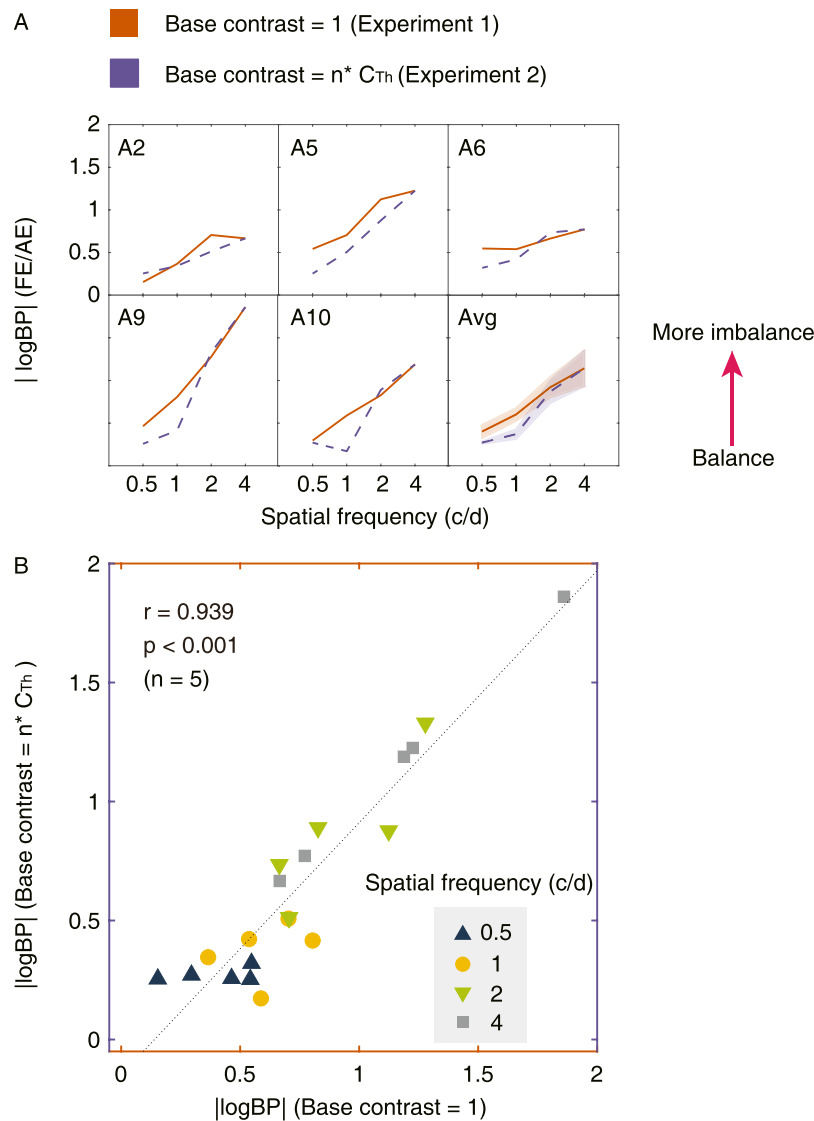 A
Base contrast = 1 (Experiment 1)
Base contrast = n* CTh (Experiment 2)
| logBP| (FE/AE)
2
1.5
1
0.5
0
A2
A5
A6
A9
A10
Avg
0.5 1 2 4
0.5 1 2 4
0.5 1 2 4
Spatial frequency (c/d)
More imbalance
Balance
B
|logBP| (Base contrast = n* CTh )
2
1.5
1
0.5
0
r = 0.939
p < 0.001
(n = 5)
Spatial frequency (c/d)
0.5
1
2
4
0 0.5 1 1.5 2
|logBP| (Base contrast = 1)